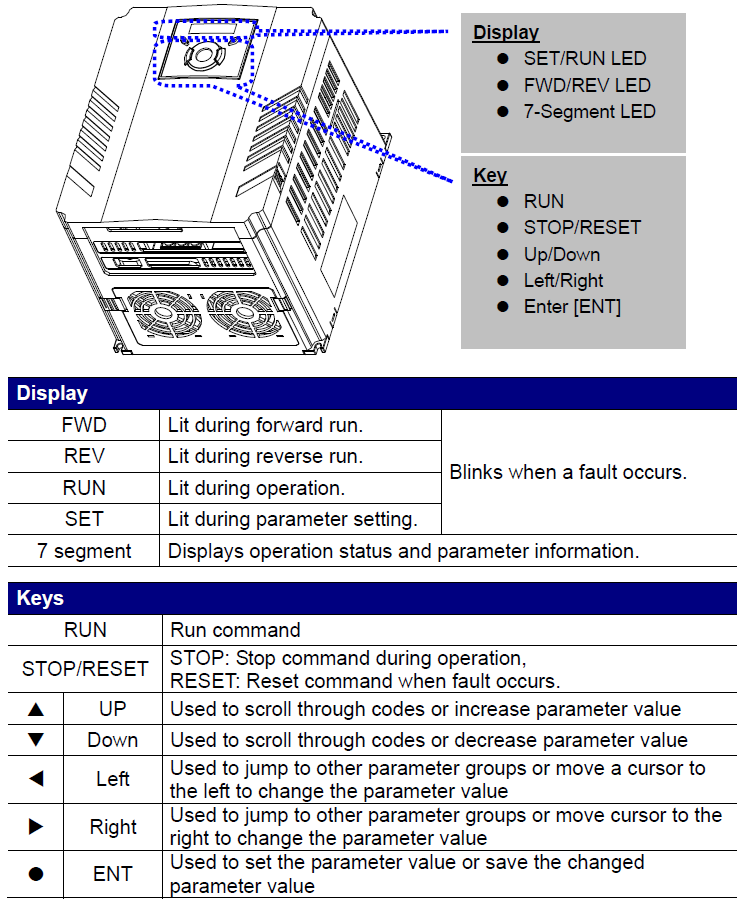 Display
● SET/RUN LED
● FWD/REV LED
● 7-Segment LED
Key
● RUN
● STOP/RESET
● Up/Down
● Left/Right
● Enter [ENT]
Display
FWD Lit during forward run.
REV Lit during reverse run.
Blinks when a fault occurs.
RUN Lit during operation.
SET Lit during parameter setting.
7 segment Displays operation status and parameter information.
Keys
RUN Run command
STOP/RESET STOP: Stop command during operation,
RESET: Reset command when fault occurs.
▲ UP Used to scroll through codes or increase parameter value
▼ Down Used to scroll through codes or decrease parameter value
◀ Left Used to jump to other parameter groups or move a cursor to
the left to change the parameter value
▶ Right Used to jump to other parameter groups or move cursor to the
right to change the parameter value
● ENT Used to set the parameter value or save the changed
parameter value